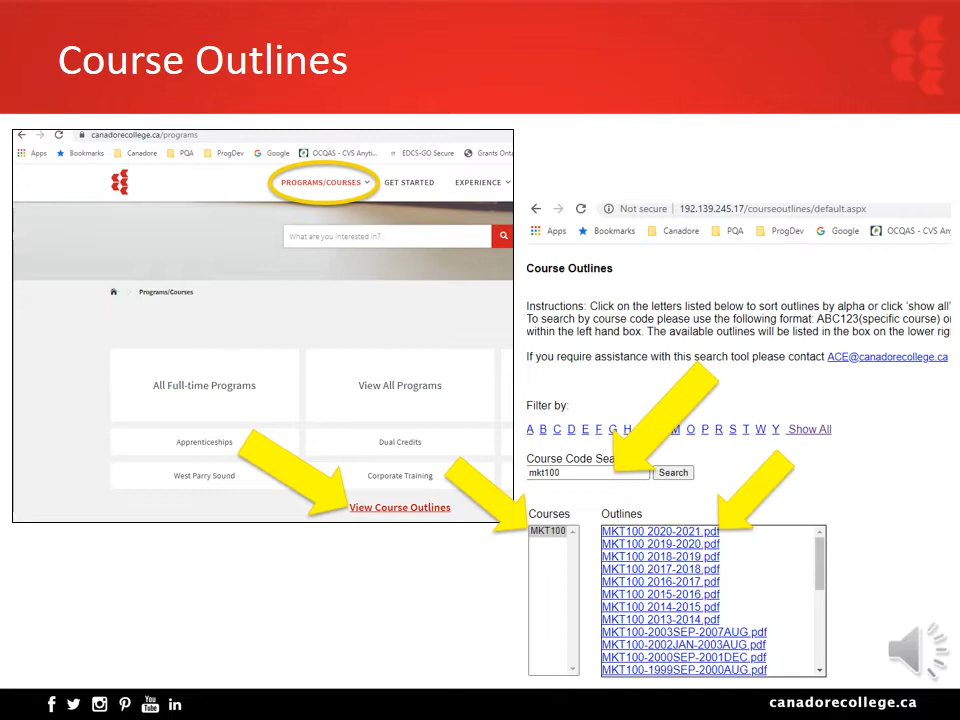 Course Outlines
canadorecollege.ca/programs
Apps Bookmarks Canadore PQA ProgDev Google OCQAS - CVS Anyti... EDCS-GO Secure Grants Onta
PROGRAMS/COURSES GET STARTED EXPERIENCE
What are you interested in?
Programs/Courses
All Full-time Programs View All Programs
Apprenticeships Dual Credits
West Parry Sound Corporate Training
View Course Outlines
Not secure | 192.139.245.17/courseoutlines/default.aspx
Apps Bookmarks Canadore PQA ProgDev Google OCQAS - CVS Any
Course Outlines
Instructions: Click on the letters listed below to sort outlines by alpha or click 'show all'
To search by course code please use the following format: ABC123(specific course) or
within the left hand box. The available outlines will be listed in the box on the lower rig
If you require assistance with this search tool please contact ACE@canadorecollege.ca
Filter by:
A B C D E F G H M O P R S T W Y Show All
Course Code Sea
mkt100 Search
Courses Outlines
MKT100
MKT100 2020-2021.pdf
MKT100 2019-2020.pdf
MKT100 2018-2019.pdf
MKT100 2017-2018.pdf
MKT100 2016-2017.pdf
MKT100 2015-2016.pdf
MKT100 2014-2015.pdf
MKT100 2013-2014.pdf
MKT100-2003SEP-2007AUG.pdf
MKT100-2002JAN-2003AUG.pdf
MKT100-2000SEP-2001DEC.pdf
MKT100-1999SEP-2000AUG.pdf
You Tube
canadorecollege.ca